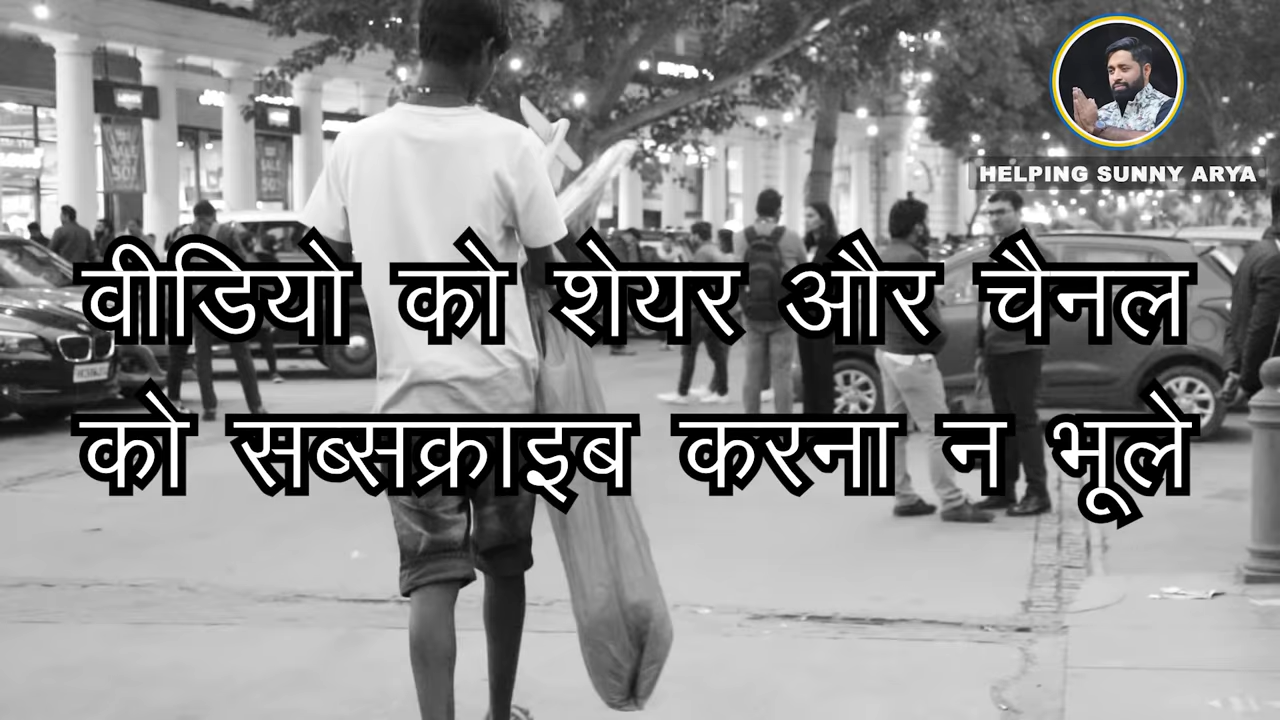 HELPING SUNNY ARYA
वीडियो को शेयर और चैनल
को सब्सक्राइब करना न भूले